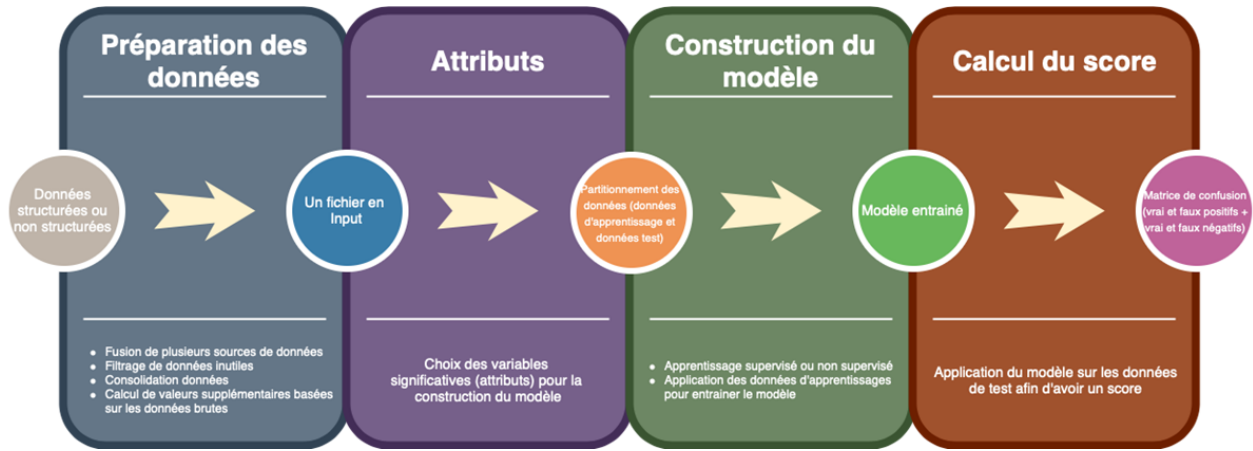 Préparation des
données
Attributs
Construction du
modèle
Calcul du score
Données
structurées ou
non structurées
Un fichier en
Input
Partitionnement des
données (données
d'apprentissage et
données test)
Modèle entrainé
Matrice de confusion
(vrai et faux positifs +
vrai et faux négatifs)
• Fusion de plusieurs sources de données
• Filtrage de données inutiles
• Consolidation données
• Calcul de valeurs supplémentaires basées
sur les données brutes
Choix des variables
significatives (attributs) pour la
construction du modèle
• Apprentissage supervisé ou non supervisé
• Application des données d'apprentissages
pour entrainer le modèle
Application du modèle sur les données
de test afin d'avoir un score